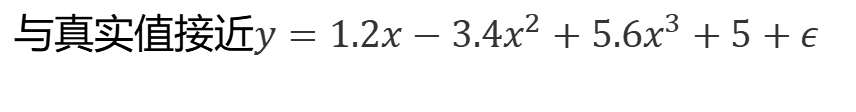 与真实值接近y = 1.2x − 3.4x² + 5.6x³ + 5 + ϵ